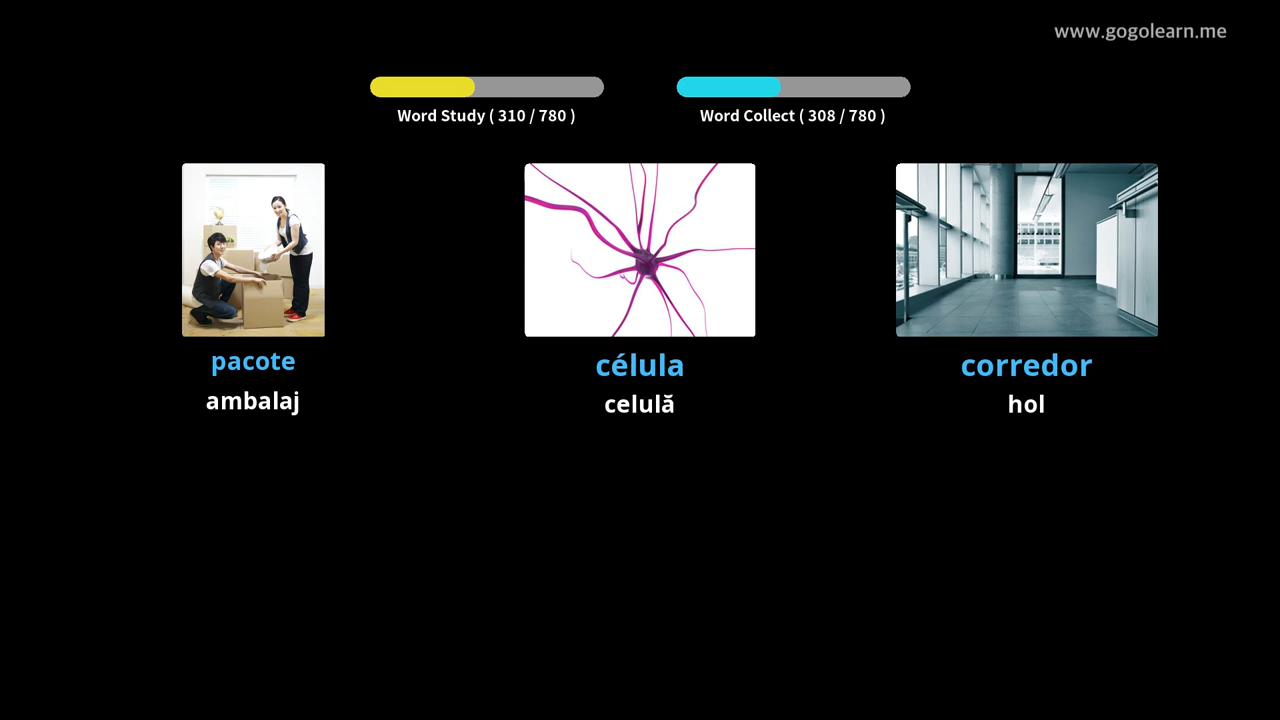 www.gogolearn.me
Word Study ( 310 / 780 )
Word Collect ( 308 / 780 )
pacote
ambalaj
célula
celulă
corredor
hol